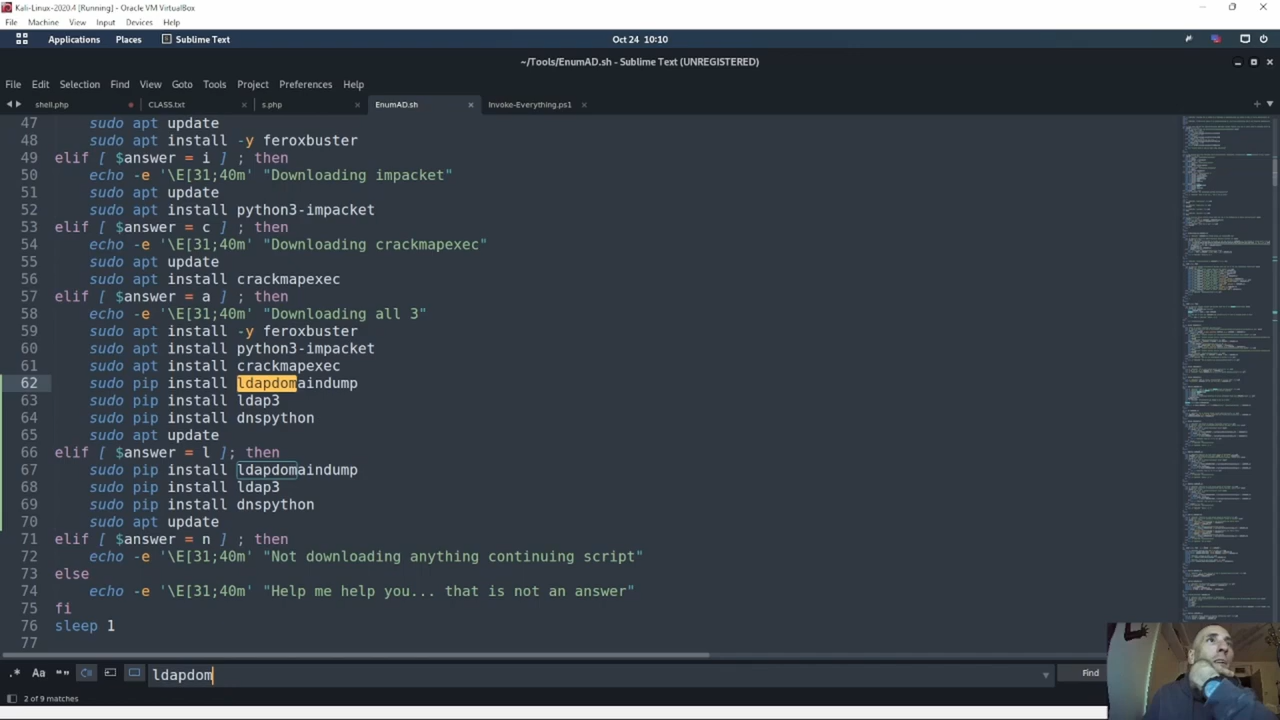 Kali-Linux-2020.4 [Running] - Oracle VM VirtualBox
File Machine View Input Devices Help
Applications Places Sublime Text Oct 24 10:10
~/Tools/EnumAD.sh - Sublime Text (UNREGISTERED)
File Edit Selection Find View Goto Tools Project Preferences Help
shell.php CLASS.txt s.php EnumAD.sh Invoke-Everything.ps1
47 sudo apt update
48 sudo apt install -y feroxbuster
49 elif [ $answer = i ] ; then
50 echo -e '\E[31;40m' "Downloading impacket"
51 sudo apt update
52 sudo apt install python3-impacket
53 elif [ $answer = c ] ; then
54 echo -e '\E[31;40m' "Downloading crackmapexec"
55 sudo apt update
56 sudo apt install crackmapexec
57 elif [ $answer = a ] ; then
58 echo -e '\E[31;40m' "Downloading all 3"
59 sudo apt install -y feroxbuster
60 sudo apt install python3-impacket
61 sudo apt install crackmapexec
62 sudo pip install ldapdomaindump
63 sudo pip install ldap3
64 sudo pip install dnspython
65 sudo apt update
66 elif [ $answer = l ]; then
67 sudo pip install ldapdomaindump
68 sudo pip install ldap3
69 sudo pip install dnspython
70 sudo apt update
71 elif [ $answer = n ] ; then
72 echo -e '\E[31;40m' "Not downloading anything continuing script"
73 else
74 echo -e '\E[31;40m' "Help me help you... that is not an answer"
75 fi
76 sleep 1
77
.* Aa "" ldapdom Find
2 of 9 matches